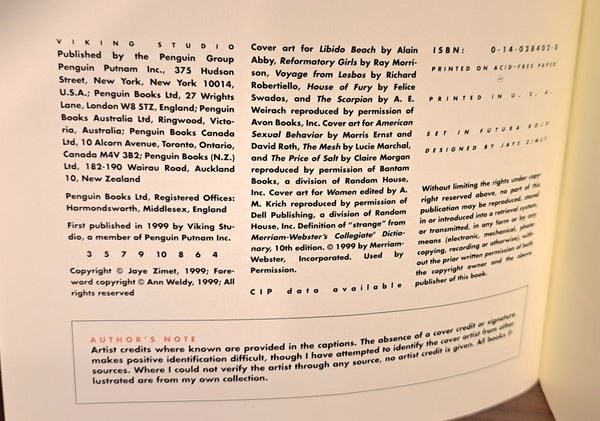 VIKING STUDIO
Published by the Penguin Group
Penguin Putnam Inc., 375 Hudson
Street, New York, New York 10014,
U.S.A.; Penguin Books Ltd, 27 Wrights
Lane, London W8 5TZ, England; Penguin
Books Australia Ltd, Ringwood, Victo-
ria, Australia; Penguin Books Canada
Ltd, 10 Alcorn Avenue, Toronto, Ontario,
Canada M4V 3B2; Penguin Books (N.Z.)
Ltd, 182-190 Wairau Road, Auckland
10, New Zealand
Penguin Books Ltd, Registered Offices:
Harmondsworth, Middlesex, England
First published in 1999 by Viking Stu-
dio, a member of Penguin Putnam Inc.
3 5 7 9 10 8 6 4
Copyright © Jaye Zimet, 1999; Fore-
word copyright © Ann Weldy, 1999; All
rights reserved
Cover art for Libido Beach by Alain
Abby, Reformatory Girls by Ray Morri-
son, Voyage from Lesbos by Richard
Robertiello, House of Fury by Felice
Swados, and The Scorpion by A. E.
Weirach reproduced by permission of
Avon Books, Inc. Cover art for American
Sexual Behavior by Morris Ernst and
David Roth, The Mesh by Lucie Marchal,
and The Price of Salt by Claire Morgan
reproduced by permission of Bantam
Books, a division of Random House,
Inc. Cover art for Women edited by A.
M. Krich reproduced by permission of
Dell Publishing, a division of Random
House, Inc. Definition of "strange" from
Merriam-Webster's Collegiate® Dictio-
nary, 10th edition. © 1999 by Merriam-
Webster, Incorporated. Used by
Permission.
CIP data available
ISBN: 0-14-028402-8
PRINTED ON ACID-FREE PAPER
PRINTED IN U. S. A.
SET IN FUTURA BOLD
DESIGNED BY JAYE ZIMET
Without limiting the rights under copy-
right reserved above, no part of this
publication may be reproduced, stored
in or introduced into a retrieval system,
or transmitted, in any form or by any
means (electronic, mechanical, photo-
copying, recording or otherwise), with-
out the prior written permission of both
the copyright owner and the above
publisher of this book.
AUTHOR'S NOTE
Artist credits where known are provided in the captions. The absence of a cover credit or signature
makes positive identification difficult, though I have attempted to identify the cover artist from other
sources. Where I could not verify the artist through any source, no artist credit is given. All books il-
lustrated are from my own collection.